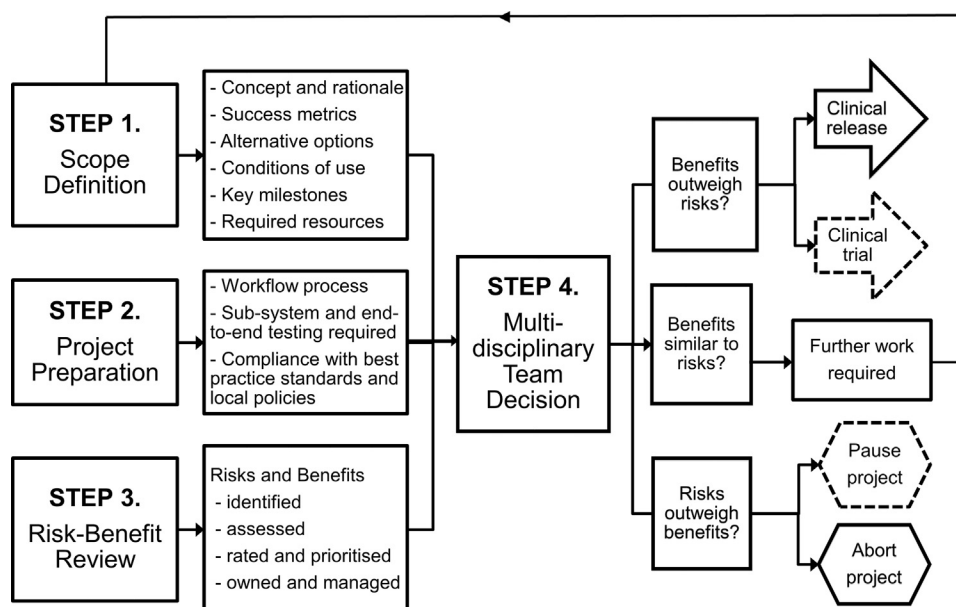 STEP 1.
Scope
Definition
- Concept and rationale
- Success metrics
- Alternative options
- Conditions of use
- Key milestones
- Required resources
STEP 2.
Project
Preparation
- Workflow process
- Sub-system and end-
to-end testing required
- Compliance with best
practice standards and
local policies
STEP 3.
Risk-Benefit
Review
Risks and Benefits
- identified
- assessed
- rated and prioritised
- owned and managed
STEP 4.
Multi-
disciplinary
Team
Decision
Benefits
outweigh
risks?
Clinical
release
Clinical
trial
Benefits
similar to
risks?
Further work
required
Risks
outweigh
benefits?
Pause
project
Abort
project